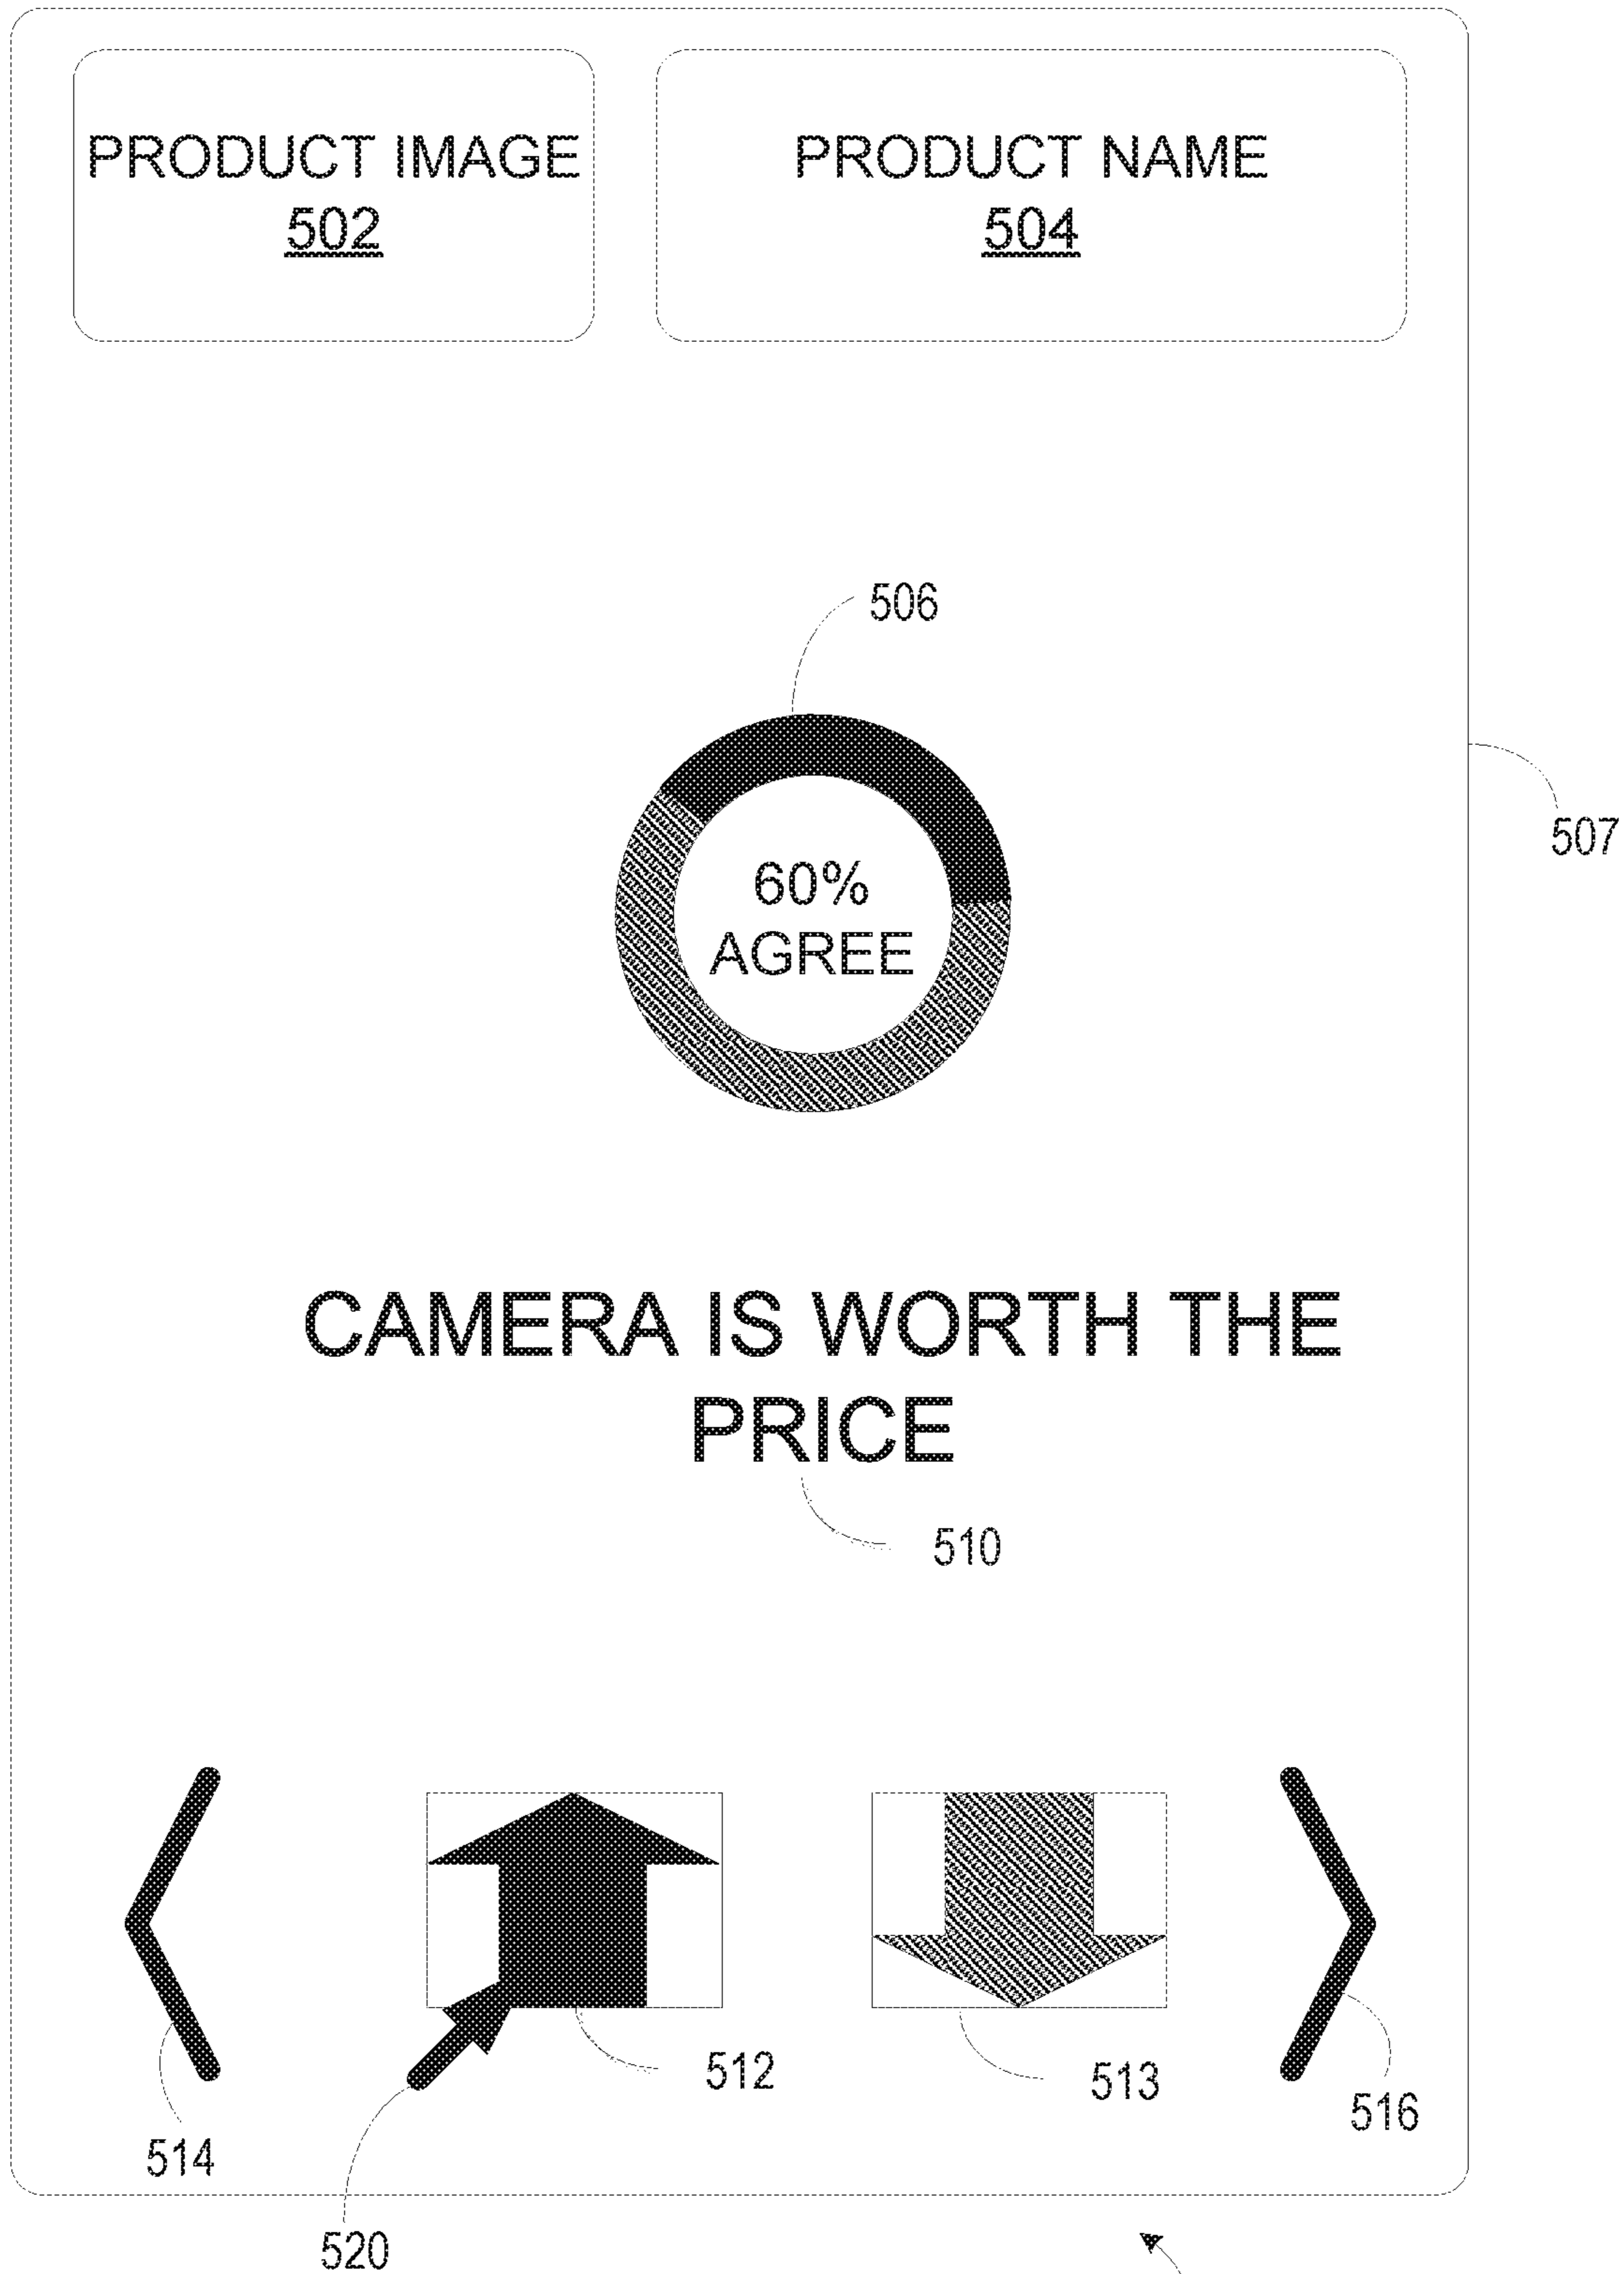 PRODUCT IMAGE
502
PRODUCT NAME
504
506
507
60%
AGREE
CAMERA IS WORTH THE
PRICE
510
512
513
514
516
520